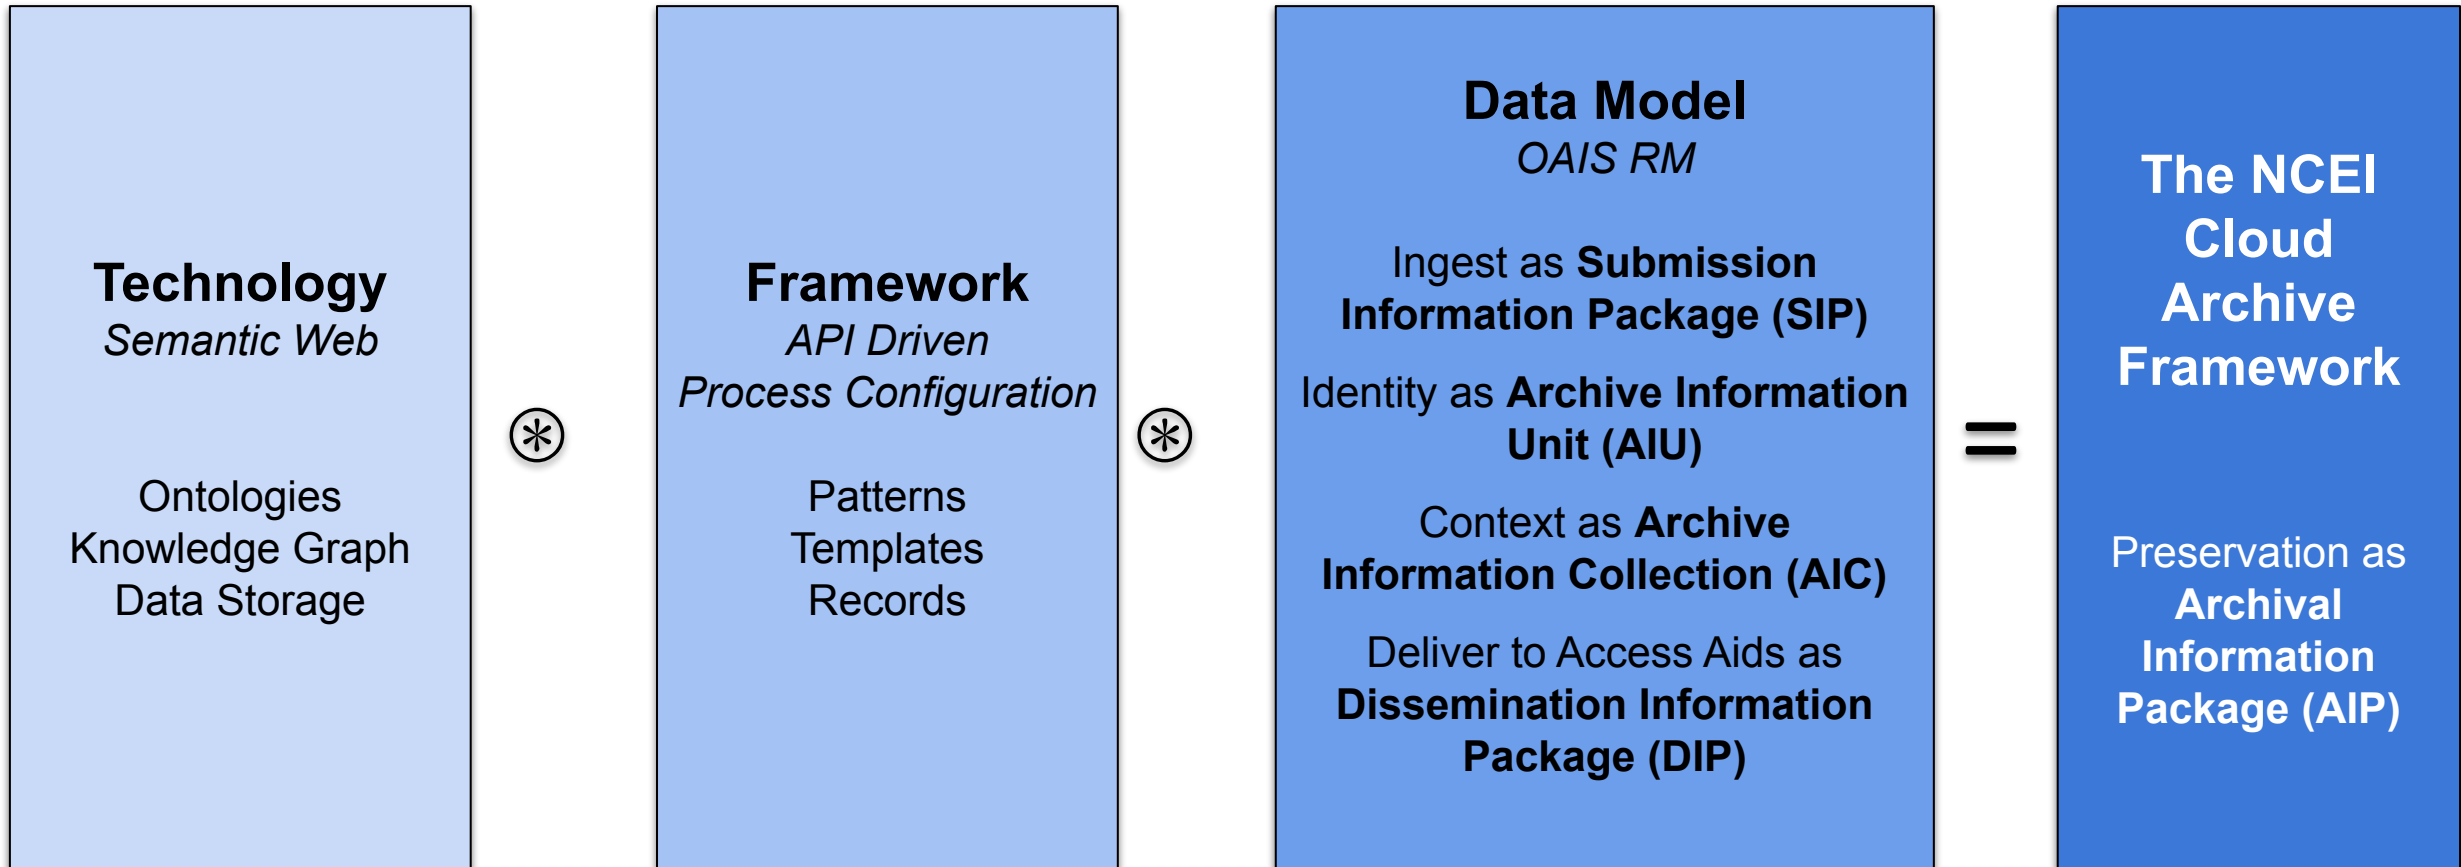 Technology
Semantic Web
Ontologies
Knowledge Graph
Data Storage
⊛
Framework
API Driven
Process Configuration
Patterns
Templates
Records
⊛
Data Model
OAIS RM
Ingest as Submission
Information Package (SIP)
Identity as Archive Information
Unit (AIU)
Context as Archive
Information Collection (AIC)
Deliver to Access Aids as
Dissemination Information
Package (DIP)
=
The NCEI
Cloud
Archive
Framework
Preservation as
Archival
Information
Package (AIP)